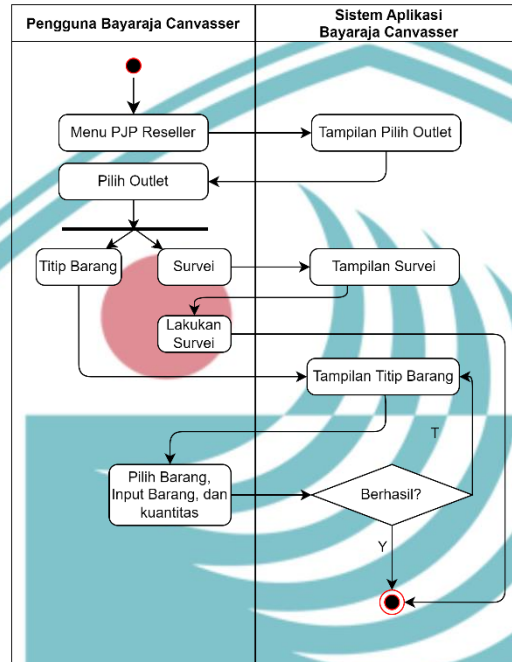 Pengguna Bayaraja Canvasser
Sistem Aplikasi
Bayaraja Canvasser
Menu PJP Reseller
Tampilan Pilih Outlet
Pilih Outlet
Titip Barang
Survei
Tampilan Survei
Lakukan
Survei
Tampilan Titip Barang
T
Pilih Barang,
Input Barang, dan
kuantitas
Berhasil?
Y